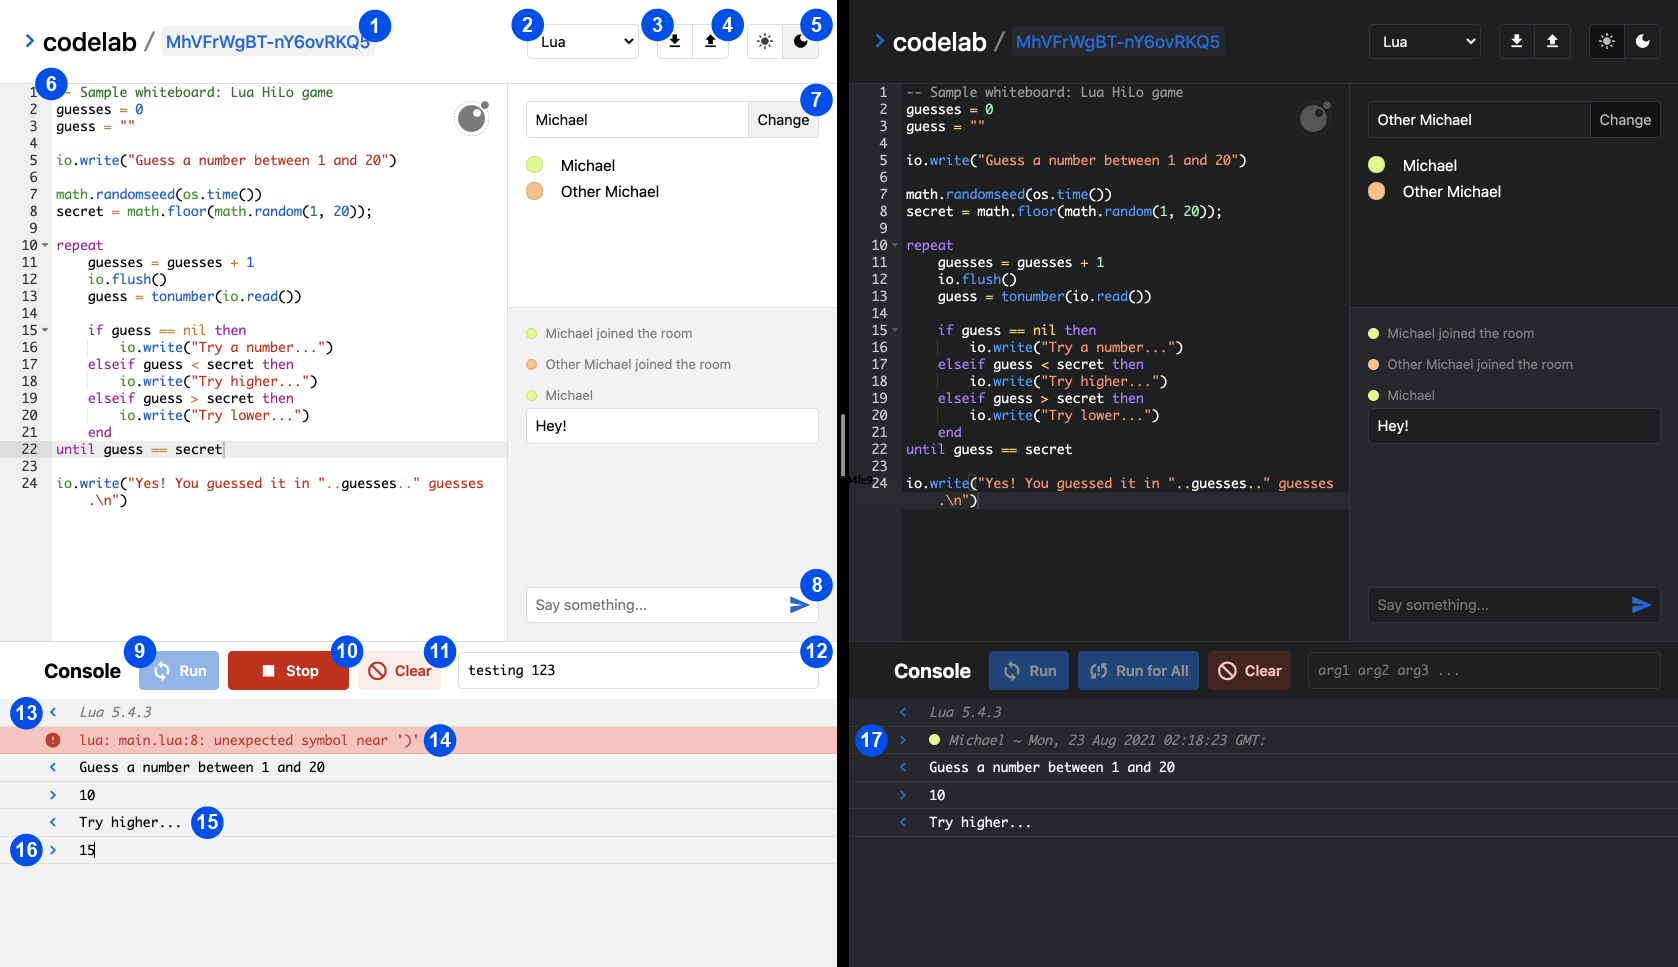 codelab / MhVFrWgBT-nY6ovRKQ5
1
2
Lua
3
4
5
6
1 -- Sample whiteboard: Lua HiLo game
2 guesses = 0
3 guess = ""
4
5 io.write("Guess a number between 1 and 20")
6
7 math.randomseed(os.time())
8 secret = math.floor(math.random(1, 20));
9
10 repeat
11 guesses = guesses + 1
12 io.flush()
13 guess = tonumber(io.read())
14
15 if guess == nil then
16 io.write("Try a number...")
17 elseif guess < secret then
18 io.write("Try higher...")
19 elseif guess > secret then
20 io.write("Try lower...")
21 end
22 until guess == secret
23
24 io.write("Yes! You guessed it in "..guesses.." guesses
.\n")
7
Michael Change
Michael
Other Michael
Michael joined the room
Other Michael joined the room
Michael
Hey!
8
Say something...
Console
9
Run
10
Stop
11
Clear
12
testing 123
13
< Lua 5.4.3
! lua: main.lua:8: unexpected symbol near ')'
14
< Guess a number between 1 and 20
> 10
< Try higher...
15
16
> 15
codelab / MhVFrWgBT-nY6ovRKQ5
Lua
1 -- Sample whiteboard: Lua HiLo game
2 guesses = 0
3 guess = ""
4
5 io.write("Guess a number between 1 and 20")
6
7 math.randomseed(os.time())
8 secret = math.floor(math.random(1, 20));
9
10 repeat
11 guesses = guesses + 1
12 io.flush()
13 guess = tonumber(io.read())
14
15 if guess == nil then
16 io.write("Try a number...")
17 elseif guess < secret then
18 io.write("Try higher...")
19 elseif guess > secret then
20 io.write("Try lower...")
21 end
22 until guess == secret
23
24 io.write("Yes! You guessed it in "..guesses.." guesses
.\n")
Other Michael Change
Michael
Other Michael
Michael joined the room
Other Michael joined the room
Michael
Hey!
Say something...
Console
Run
Run for All
Clear
arg1 arg2 arg3 ...
< Lua 5.4.3
17
> Michael ~ Mon, 23 Aug 2021 02:18:23 GMT:
< Guess a number between 1 and 20
> 10
< Try higher...